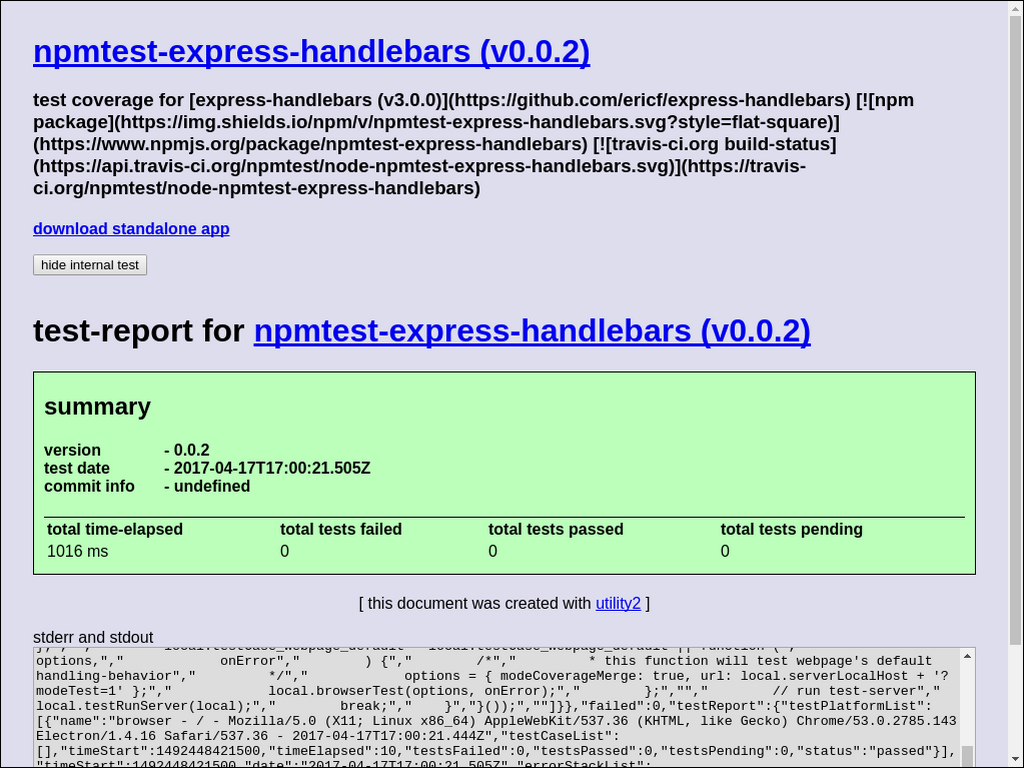 npmtest-express-handlebars (v0.0.2)
test coverage for [express-handlebars (v3.0.0)](https://github.com/ericf/express-handlebars) [![npm
package](https://img.shields.io/npm/v/npmtest-express-handlebars.svg?style=flat-square)]
(https://www.npmjs.org/package/npmtest-express-handlebars) [![travis-ci.org build-status]
(https://api.travis-ci.org/npmtest/node-npmtest-express-handlebars.svg)](https://travis-
ci.org/npmtest/node-npmtest-express-handlebars)
download standalone app
hide internal test
test-report for npmtest-express-handlebars (v0.0.2)
summary
version - 0.0.2
test date - 2017-04-17T17:00:21.505Z
commit info - undefined
total time-elapsed total tests failed total tests passed total tests pending
1016 ms 0 0 0
[ this document was created with utility2 ]
stderr and stdout
options,","            onError","        ) {","            /*","             * this function will test webpage's default
handling-behavior","             */","            options = { modeCoverageMerge: true, url: local.serverLocalHost + '?
modeTest=1' };","            local.browserTest(options, onError);","        };","","        // run test-server","
local.testRunServer(local);","        break;","    }","}());",""]}},"failed":0,"testReport":{"testPlatformList":
[{"name":"browser - / - Mozilla/5.0 (X11; Linux x86_64) AppleWebKit/537.36 (KHTML, like Gecko) Chrome/53.0.2785.143
Electron/1.4.16 Safari/537.36 - 2017-04-17T17:00:21.444Z","testCaseList":
[],"timeStart":1492448421500,"timeElapsed":10,"testsFailed":0,"testsPassed":0,"testsPending":0,"status":"passed"}],
"timeStart":1492448421500,"date":"2017-04-17T17:00:21.505Z","errorStackList":